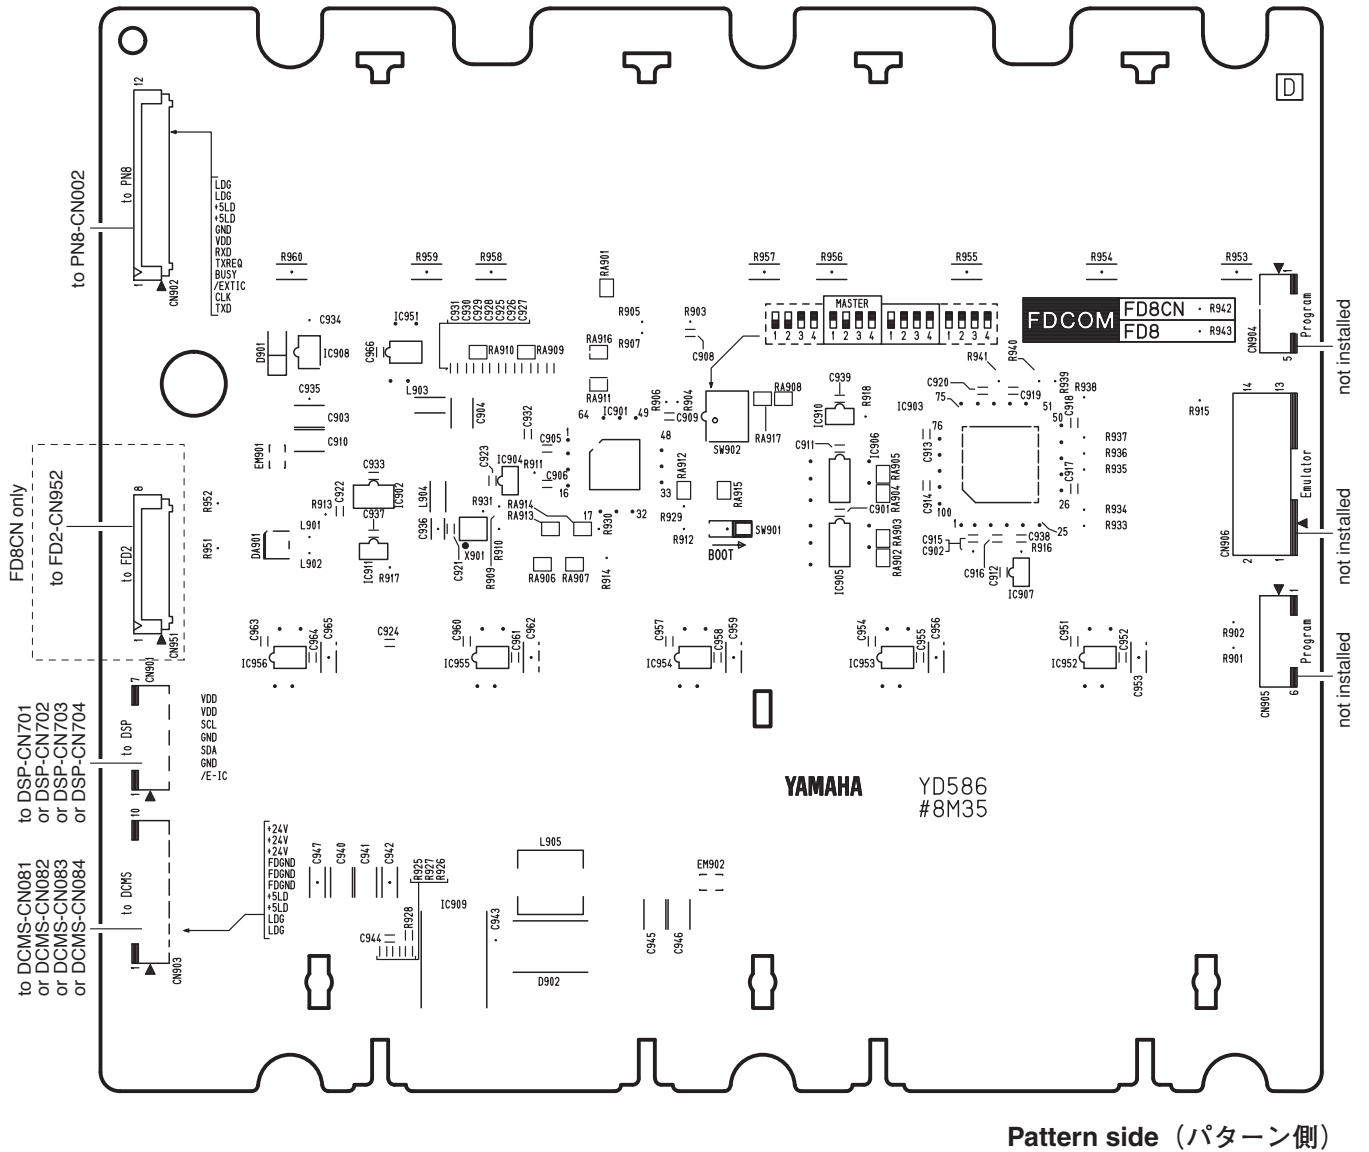 D
12
to PN8
1
CN902
to PN8-CN002
LDG
LDG
+5LD
+5LD
GND
VDD
RXD
TXREQ
BUSY
/EXTIC
CLK
TXD
R960
R959
R958
RA901
R957
R956
R955
R954
R953
C934
IC951
C931
C930
C929
C928
C925
C926
C927
R905
R903
MASTER
1 2 3 4
1 2 3 4
1 2 3 4
1 2 3 4
FDCOM
FD8CN
R942
FD8
R943
CN904
1
Program
5
not installed
D901
IC908
C966
RA910
RA909
RA916
R907
C908
R941
R940
C935
L903
RA911
R906
R904
RA908
C939
R918
C920
C919
R939
R938
C903
C904
C932
64
IC901
49
C909
IC910
IC903
75
51
50
C918
R915
14
13
C910
EM901
C933
C923
IC904
C905
1
48
SW902
RA917
C911
IC906
76
C913
R937
R936
R935
Emulator
FD8CN only
to FD2-CN952
8
to FD2
1
CN951
R952
R951
C922
R913
IC902
L904
R911
C906
16
RA912
33
RA915
RA905
RA904
C914
100
C917
26
C937
R931
RA914
RA913
17
R930
32
R929
C901
R934
R933
L901
DA901
L902
C936
C921
X901
R910
R909
R912
SW901
BOOT
RA903
RA902
IC905
1
25
C915
C902
C938
R916
C916
C912
IC907
CN906
2
1
not installed
IC911
R917
RA906
RA907
R914
C963
C964
C965
IC956
C924
C960
C961
C962
IC955
C957
C958
C959
IC954
C954
C955
C956
IC953
C951
C952
C953
IC952
R902
R901
1
Program
CN905
6
not installed
CN901
7
to DSP
1
to DSP-CN701
or DSP-CN702
or DSP-CN703
or DSP-CN704
VDD
VDD
SCL
GND
SDA
GND
/E-IC
YAMAHA
YD586
#8M35
10
to DCMS
1
CN903
to DCMS-CN081
or DCMS-CN082
or DCMS-CN083
or DCMS-CN084
+24V
+24V
+24V
FDGND
FDGND
FDGND
+5LD
+5LD
LDG
LDG
C947
C940
C941
C942
R925
R927
R926
L905
EM902
IC909
R928
C944
C943
C945
C946
D902
Pattern side（パターン側）